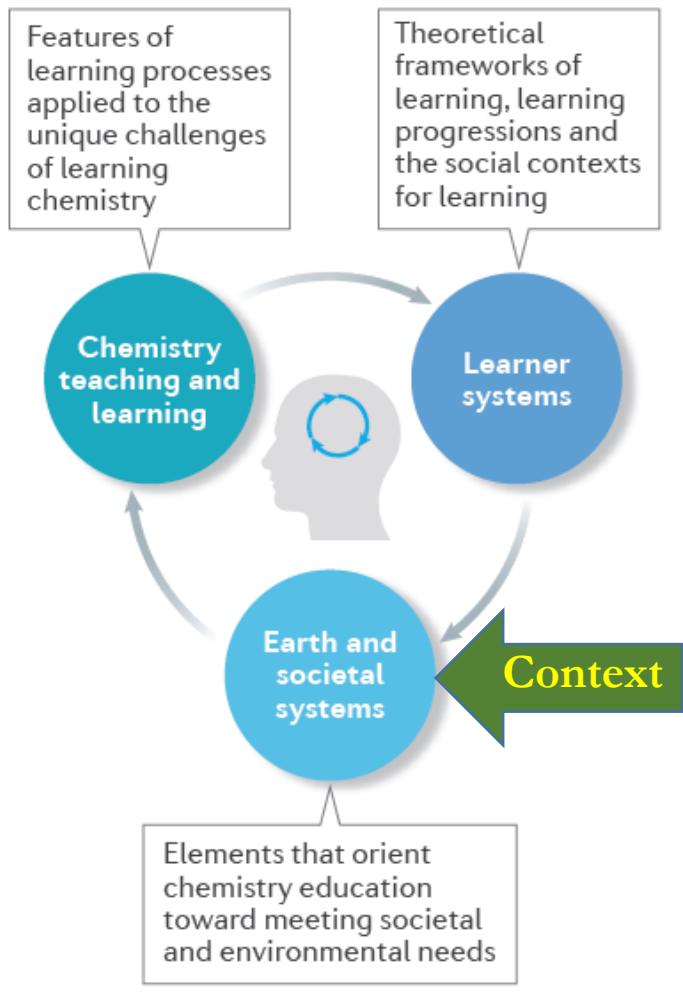 Features of
learning processes
applied to the
unique challenges
of learning
chemistry
Theoretical
frameworks of
learning, learning
progressions and
the social contexts
for learning
Chemistry
teaching and
learning
Learner
systems
Earth and
societal
systems
Context
Elements that orient
chemistry education
toward meeting societal
and environmental needs